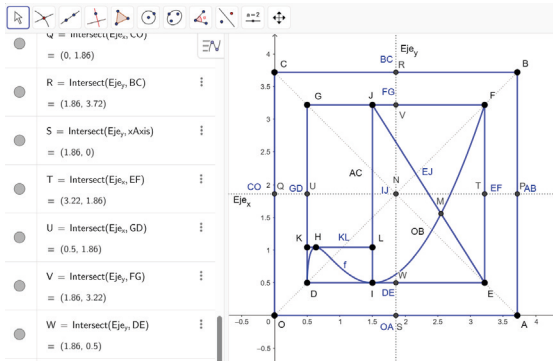 a=2
Q = Intersect(Eje_x, CO)
= (0, 1.86)
R = Intersect(Eje_y, BC)
= (1.86, 3.72)
S = Intersect(Eje_y, xAxis)
= (1.86, 0)
T = Intersect(Eje_x, EF)
= (3.22, 1.86)
U = Intersect(Eje_x, GD)
= (0.5, 1.86)
V = Intersect(Eje_y, FG)
= (1.86, 3.22)
W = Intersect(Eje_y, DE)
= (1.86, 0.5)
Eje_y
4
C BC R B
3.5
G J FG F
V
3
2.5
AC EJ
N
CO 2 Q GD U IJ T EF P AB
Eje_x
M
1.5
OB
K H KL L
1
f
0.5
W
D I DE E
O OA S A
-0.5 0 0.5 1 1.5 2 2.5 3 3.5 4
-0.5